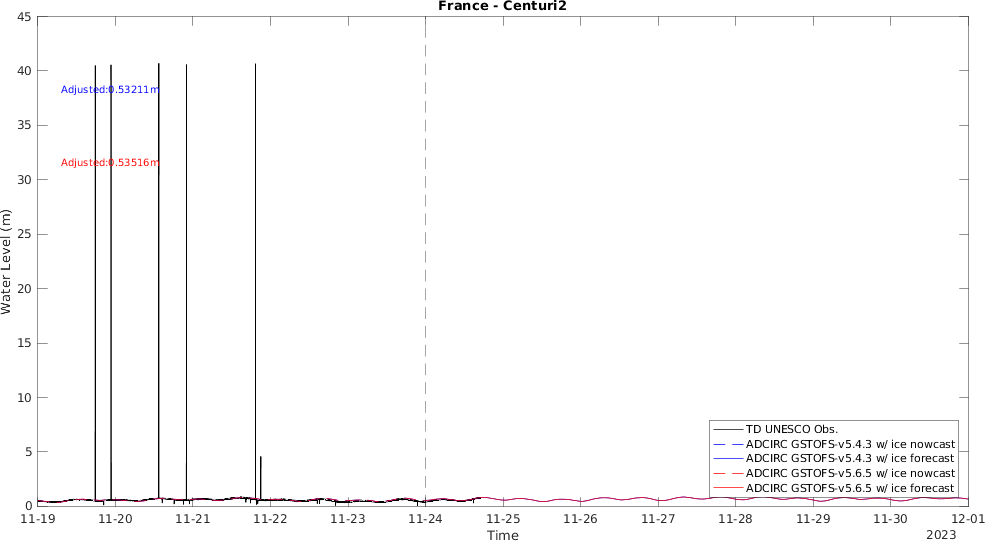 France - Centuri2
45
40
35
30
25
20
15
10
5
0
Water Level (m)
Adjusted:0.53211m
Adjusted:0.53516m
TD UNESCO Obs.
ADCIRC GSTOFS-v5.4.3 w/ ice nowcast
ADCIRC GSTOFS-v5.4.3 w/ ice forecast
ADCIRC GSTOFS-v5.6.5 w/ ice nowcast
ADCIRC GSTOFS-v5.6.5 w/ ice forecast
11-19 11-20 11-21 11-22 11-23 11-24 11-25 11-26 11-27 11-28 11-29 11-30 12-01
Time
2023